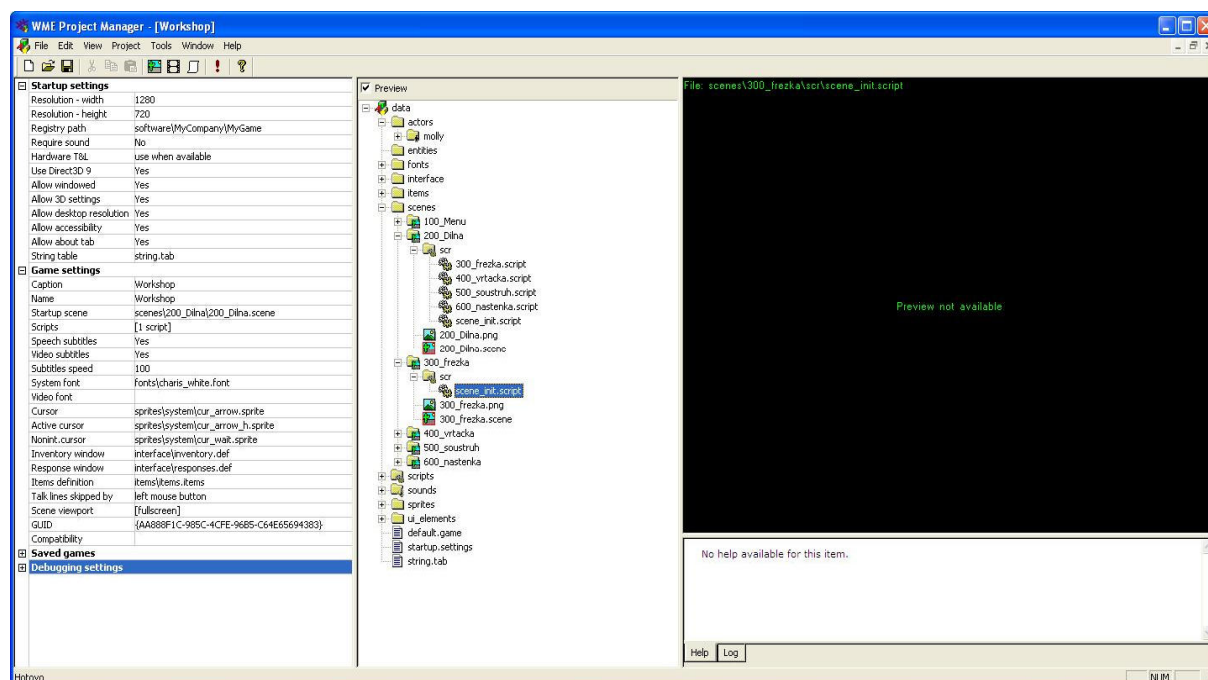 WME Project Manager - [Workshop]
File Edit View Project Tools Window Help
Startup settings
Resolution - width 1280
Resolution - height 720
Registry path software\MyCompany\MyGame
Require sound No
Hardware T&L use when available
Use Direct3D 9 Yes
Allow windowed Yes
Allow 3D settings Yes
Allow desktop resolution Yes
Allow accessibility Yes
Allow about tab Yes
String table string.tab
Game settings
Caption Workshop
Name Workshop
Startup scene scenes\200_Dilna\200_Dilna.scene
Scripts [1 script]
Speech subtitles Yes
Video subtitles Yes
Subtitles speed 100
System font fonts\charis_white.font
Video font
Cursor sprites\system\cur_arrow.sprite
Active cursor sprites\system\cur_arrow_h.sprite
Nonint.cursor sprites\system\cur_wait.sprite
Inventory window interface\inventory.def
Response window interface\responses.def
Items definition items\items.items
Talk lines skipped by left mouse button
Scene viewport [fullscreen]
GUID {AA888F1C-985C-4CFE-96B5-C64E65694383}
Compatibility
Saved games
Debugging settings
Preview
data
actors
molly
entities
fonts
interface
items
scenes
100_Menu
200_Dilna
scr
300_frezka.script
400_vrtacka.script
500_soustruh.script
600_nastenka.script
scene_init.script
200_Dilna.png
200_Dilna.scene
300_frezka
scr
scene_init.script
300_frezka.png
300_frezka.scene
400_vrtacka
500_soustruh
600_nastenka
scripts
sounds
sprites
ui_elements
default.game
startup.settings
string.tab
File: scenes\300_frezka\scr\scene_init.script
Preview not available
No help available for this item.
Help Log
Hotovo NUM